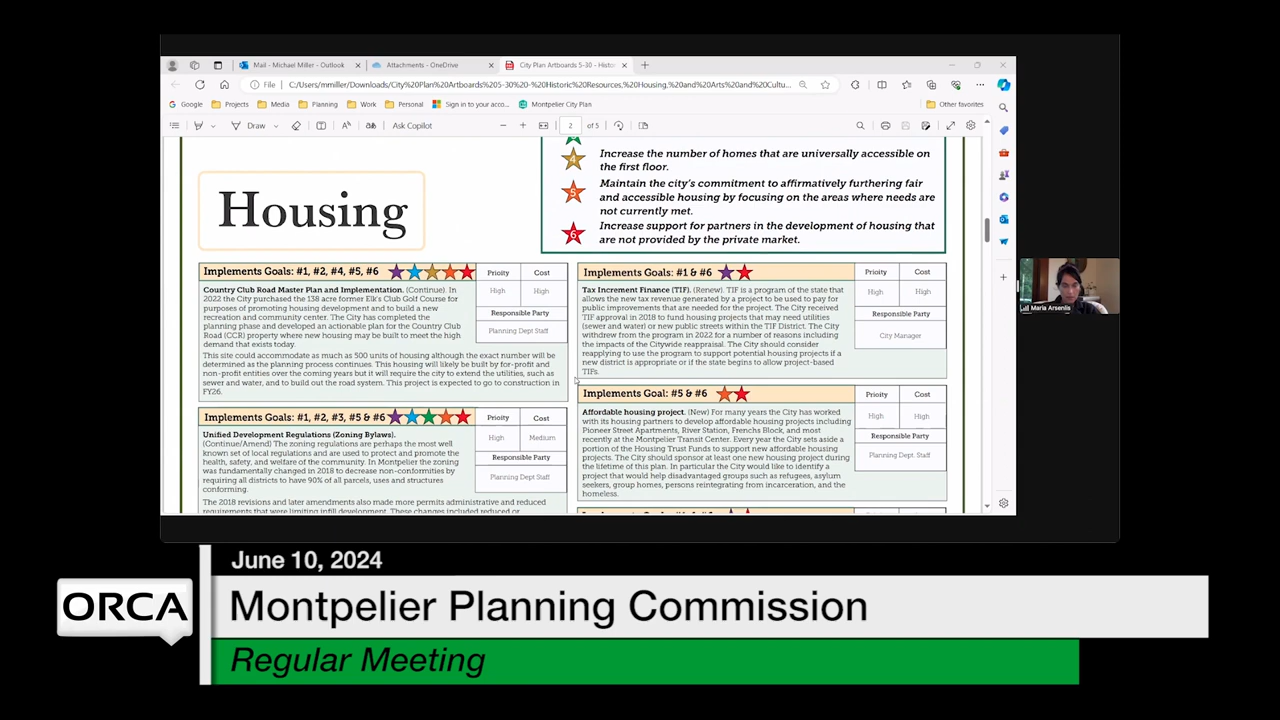 Mail - Michael Miller - Outlook
Attachments - OneDrive
City Plan Artboards 5-30 - Histor
File
C:/Users/mmiller/Downloads/City%20Plan%20Artboards%205-30%20-%20Historic%20Resources,%20Housing,%20and%20Arts%20and%20Cultu...
Google
Projects
Media
Planning
Work
Personal
Sign in to your acco...
Montpelier City Plan
Other favorites
Draw
Ask Copilot
2
of 5
4
Increase the number of homes that are universally accessible on
the first floor.
5
Maintain the city's commitment to affirmatively furthering fair
and accessible housing by focusing on the areas where needs are
not currently met.
6
Increase support for partners in the development of housing that
are not provided by the private market.
Housing
Implements Goals: #1, #2, #4, #5, #6
Prioity
Cost
High
High
Responsible Party
Planning Dept Staff
Country Club Road Master Plan and Implementation. (Continue). In
2022 the City purchased the 138 acre former Elk's Club Golf Course for
purposes of promoting housing development and to build a new
recreation and community center. The City has completed the
planning phase and developed an actionable plan for the Country Club
Road (CCR) property where new housing may be built to meet the high
demand that exists today.
This site could accommodate as much as 500 units of housing although the exact number will be
determined as the planning process continues. This housing will likely be built by for-profit and
non-profit entities over the coming years but it will require the city to extend the utilities, such as
sewer and water, and to build out the road system. This project is expected to go to construction in
FY26.
Implements Goals: #1, #2, #3, #5 & #6
Prioity
Cost
High
Medium
Responsible Party
Planning Dept Staff
Unified Development Regulations (Zoning Bylaws).
(Continue/Amend) The zoning regulations are perhaps the most well
known set of local regulations and are used to protect and promote the
health, safety, and welfare of the community. In Montpelier the zoning
was fundamentally changed in 2018 to decrease non-conformities by
requiring all districts to have 90% of all parcels, uses and structures
conforming.
The 2018 revisions and later amendments also made more permits administrative and reduced
requirements that were limiting infill development. These changes included reduced or
Implements Goals: #1 & #6
Prioity
Cost
High
High
Responsible Party
City Manager
Tax Increment Finance (TIF). (Renew). TIF is a program of the state that
allows the new tax revenue generated by a project to be used to pay for
public improvements that are needed for the project. The City received
TIF approval in 2018 to fund housing projects that may need utilities
(sewer and water) or new public streets within the TIF District. The City
withdrew from the program in 2022 for a number of reasons including
the impacts of the Citywide reappraisal. The City should consider
reapplying to use the program to support potential housing projects if a
new district is appropriate or if the state begins to allow project-based
TIFs.
Implements Goal: #5 & #6
Prioity
Cost
High
High
Responsible Party
Planning Dept. Staff
Affordable housing project. (New) For many years the City has worked
with its housing partners to develop affordable housing projects including
Pioneer Street Apartments, River Station, Frenchs Block, and most
recently at the Montpelier Transit Center. Every year the City sets aside a
portion of the Housing Trust Funds to support new affordable housing
projects. The City should sponsor at least one new housing project during
the lifetime of this plan. In particular the City would like to identify a
project that would help disadvantaged groups such as refugees, asylum
seekers, group homes, persons reintegrating from incarceration, and the
homeless.
Maria Arsenlis
June 10, 2024
ORCA
Montpelier Planning Commission
Regular Meeting